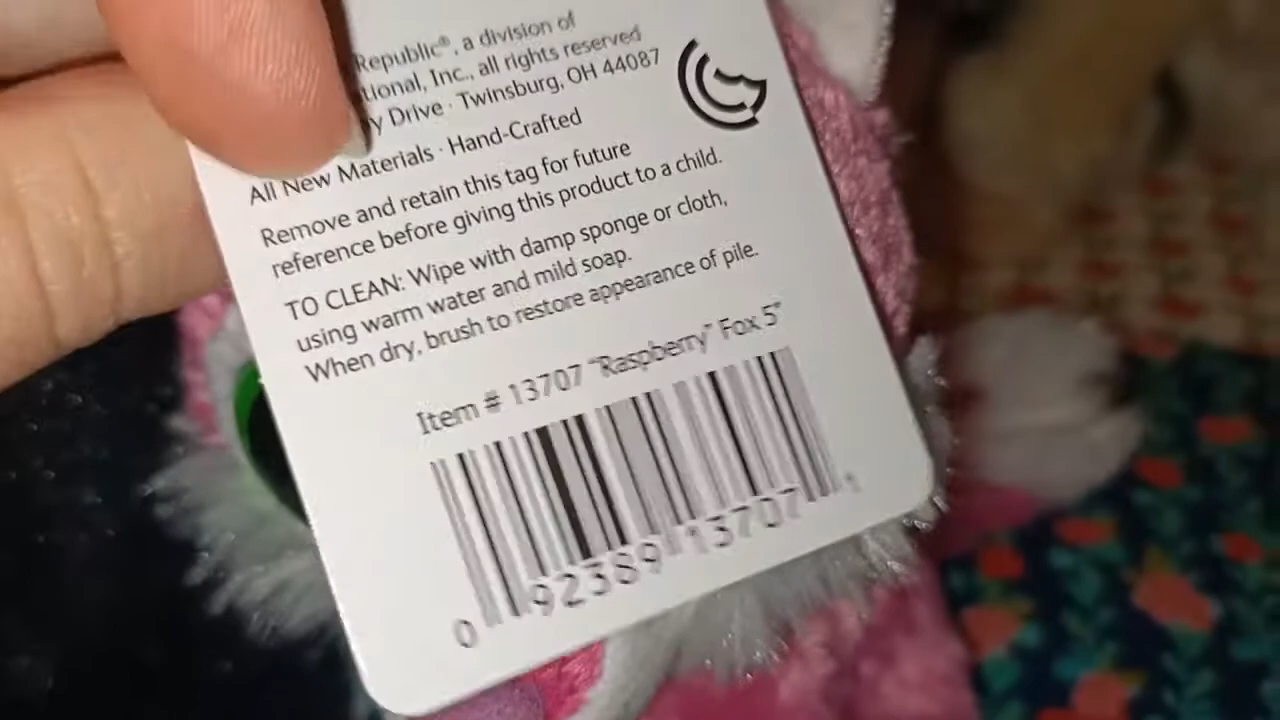 Republic®, a division of
tional, Inc., all rights reserved
y Drive · Twinsburg, OH 44087
All New Materials · Hand-Crafted
Remove and retain this tag for future
reference before giving this product to a child.
TO CLEAN: Wipe with damp sponge or cloth,
using warm water and mild soap.
When dry, brush to restore appearance of pile.
Item # 13707 "Raspberry" Fox 5"
0 92389 13707 1